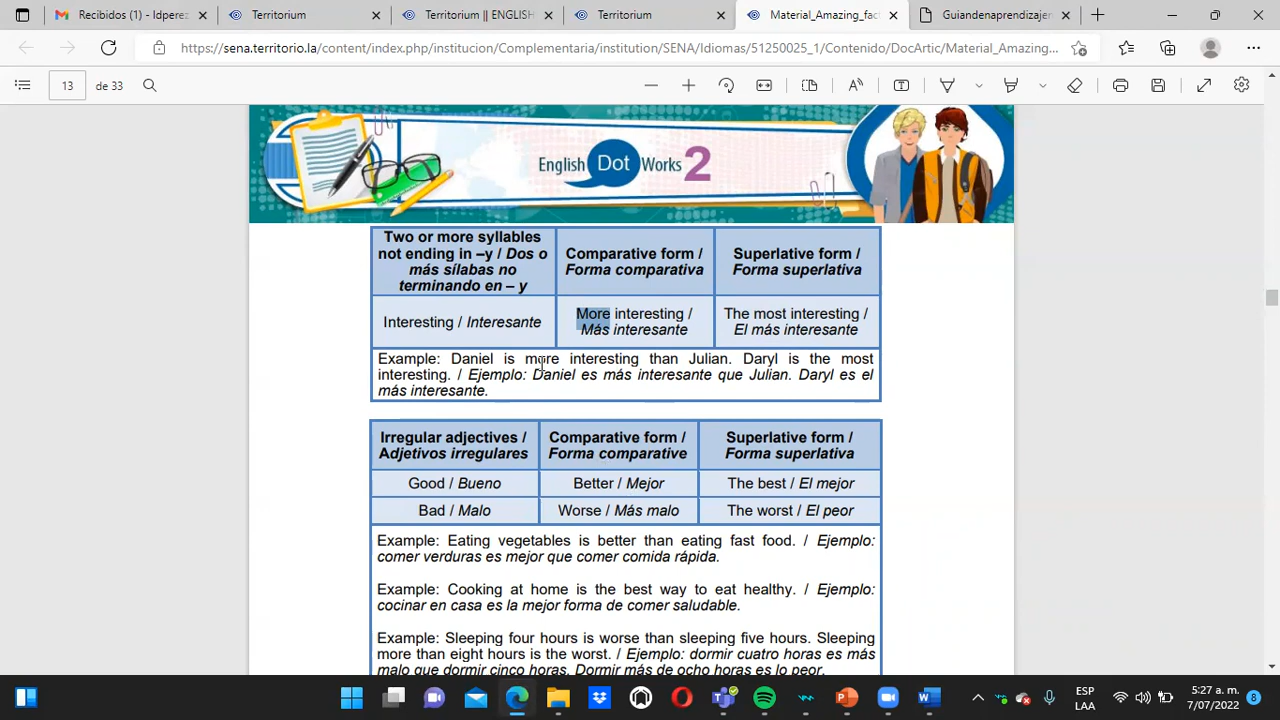 Recibidos (1) - ldperez
Territorium
Territorium || ENGLISH
Territorium
Material_Amazing_fac
Guiandenaprendizajen
https://sena.territorio.la/content/index.php/institucion/Complementaria/institution/SENA/Idiomas/51250025_1/Contenido/DocArtic/Material_Amazing...
13 de 33
English Dot Works 2
Two or more syllables
not ending in –y / Dos o
más sílabas no
terminando en – y
Comparative form /
Forma comparativa
Superlative form /
Forma superlativa
Interesting / Interesante
More interesting /
Más interesante
The most interesting /
El más interesante
Example: Daniel is more interesting than Julian. Daryl is the most
interesting. / Ejemplo: Daniel es más interesante que Julian. Daryl es el
más interesante.
Irregular adjectives /
Adjetivos irregulares
Comparative form /
Forma comparative
Superlative form /
Forma superlativa
Good / Bueno
Better / Mejor
The best / El mejor
Bad / Malo
Worse / Más malo
The worst / El peor
Example: Eating vegetables is better than eating fast food. / Ejemplo:
comer verduras es mejor que comer comida rápida.
Example: Cooking at home is the best way to eat healthy. / Ejemplo:
cocinar en casa es la mejor forma de comer saludable.
Example: Sleeping four hours is worse than sleeping five hours. Sleeping
more than eight hours is the worst. / Ejemplo: dormir cuatro horas es más
malo que dormir cinco horas. Dormir más de ocho horas es lo peor.
ESP
LAA
5:27 a. m.
7/07/2022
8